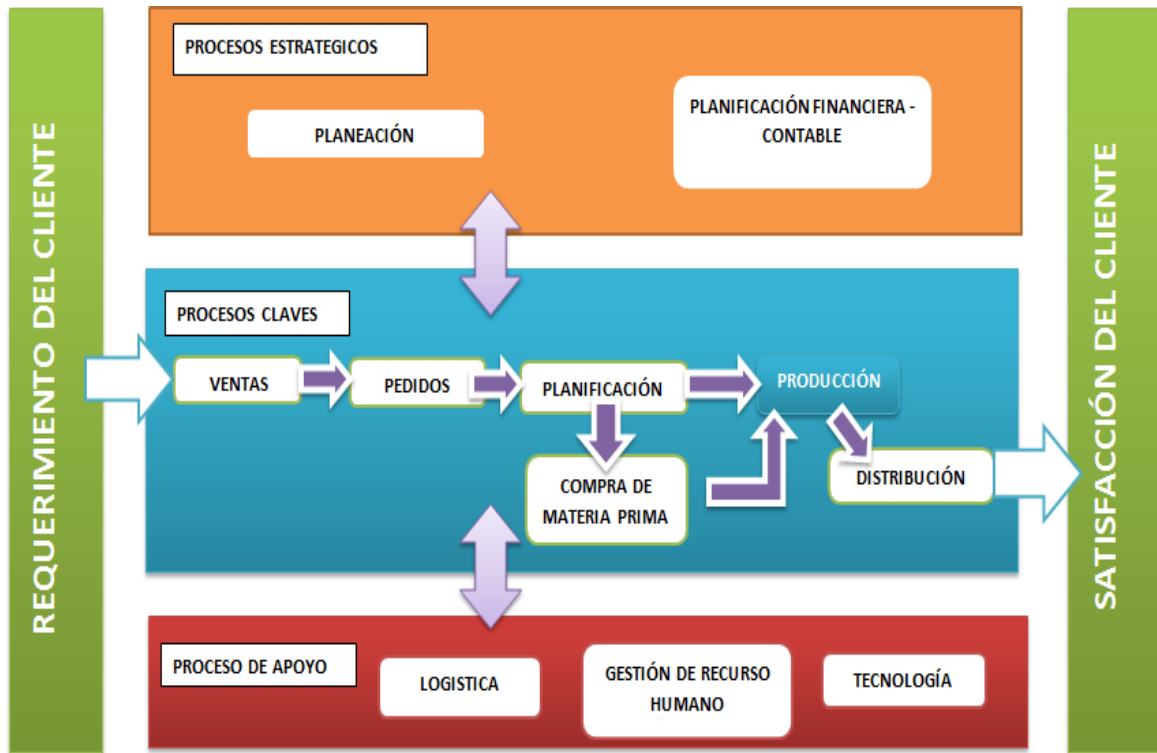 REQUERIMIENTO DEL CLIENTE
PROCESOS ESTRATEGICOS
PLANEACIÓN
PLANIFICACIÓN FINANCIERA -
CONTABLE
PROCESOS CLAVES
VENTAS
PEDIDOS
PLANIFICACIÓN
PRODUCCIÓN
COMPRA DE
MATERIA PRIMA
DISTRIBUCIÓN
PROCESO DE APOYO
LOGISTICA
GESTIÓN DE RECURSO
HUMANO
TECNOLOGÍA
SATISFACCIÓN DEL CLIENTE